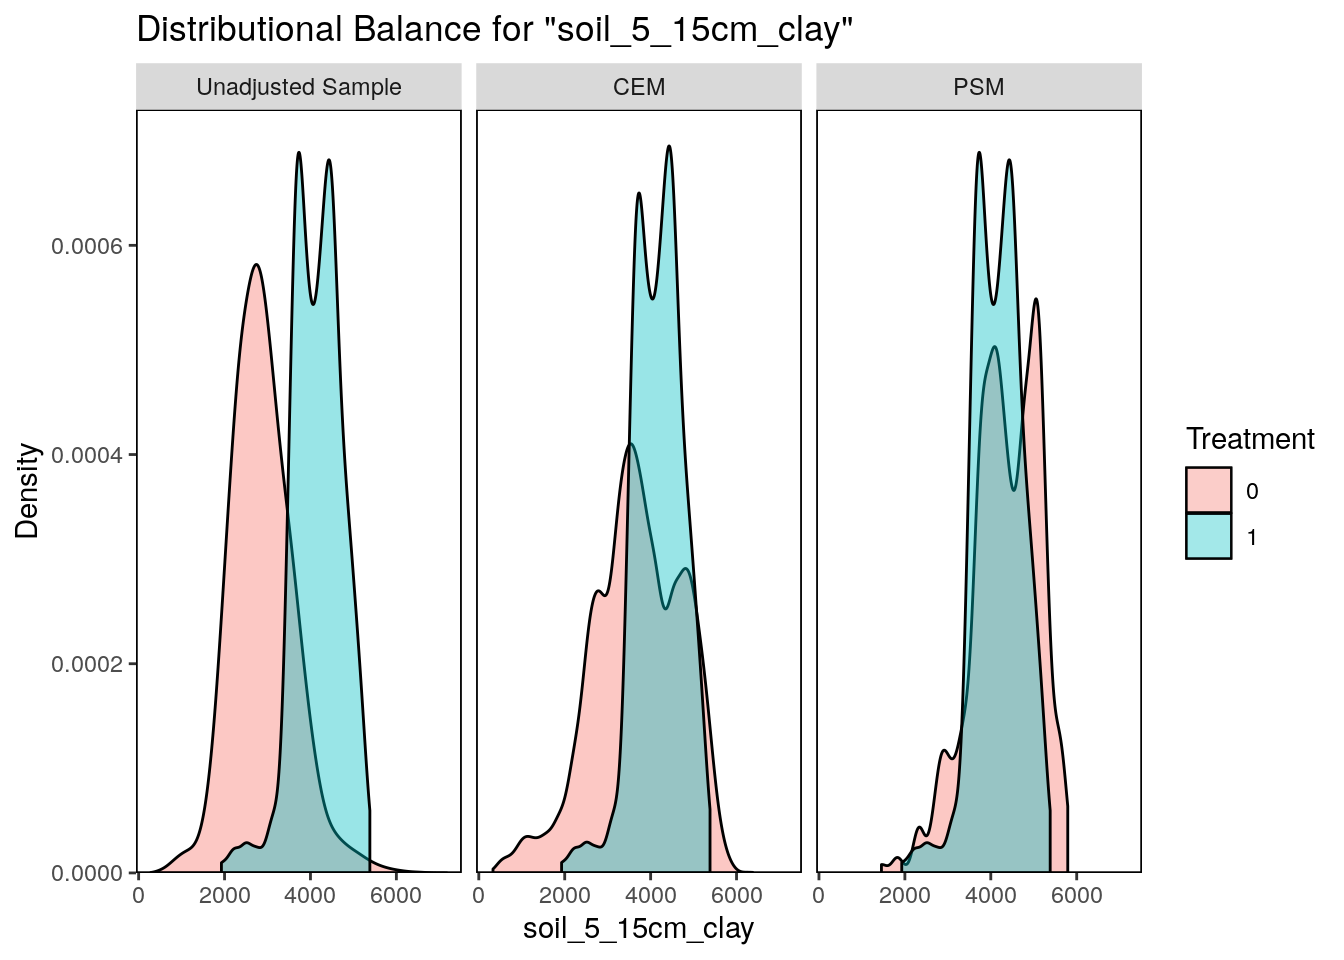 Distributional Balance for "soil_5_15cm_clay"
Unadjusted Sample CEM PSM
Density
0.0006
0.0004
0.0002
0.0000
0 2000 4000 6000 0 2000 4000 6000 0 2000 4000 6000
soil_5_15cm_clay
Treatment
0
1